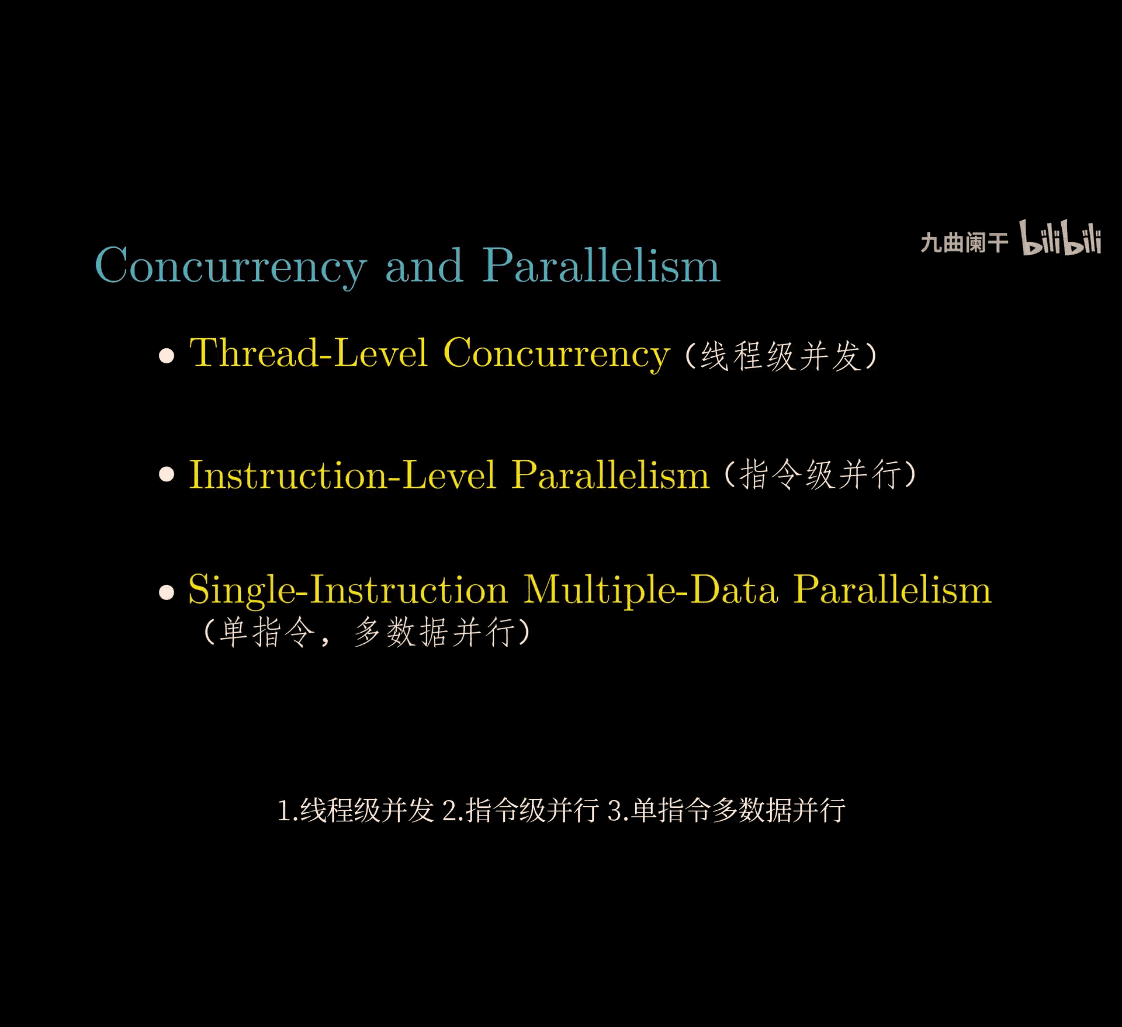 九曲阑干 bilibili
Concurrency and Parallelism
• Thread-Level Concurrency (线程级并发)
• Instruction-Level Parallelism (指令级并行)
• Single-Instruction Multiple-Data Parallelism
(单指令, 多数据并行)
1.线程级并发 2.指令级并行 3.单指令多数据并行